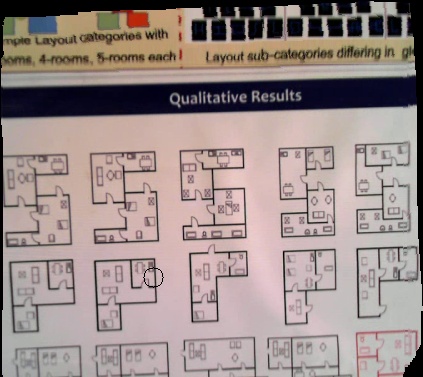 mple Layout categories with
ooms, 4-rooms, 5-rooms each
Layout sub-categories differing in gl
Qualitative Results